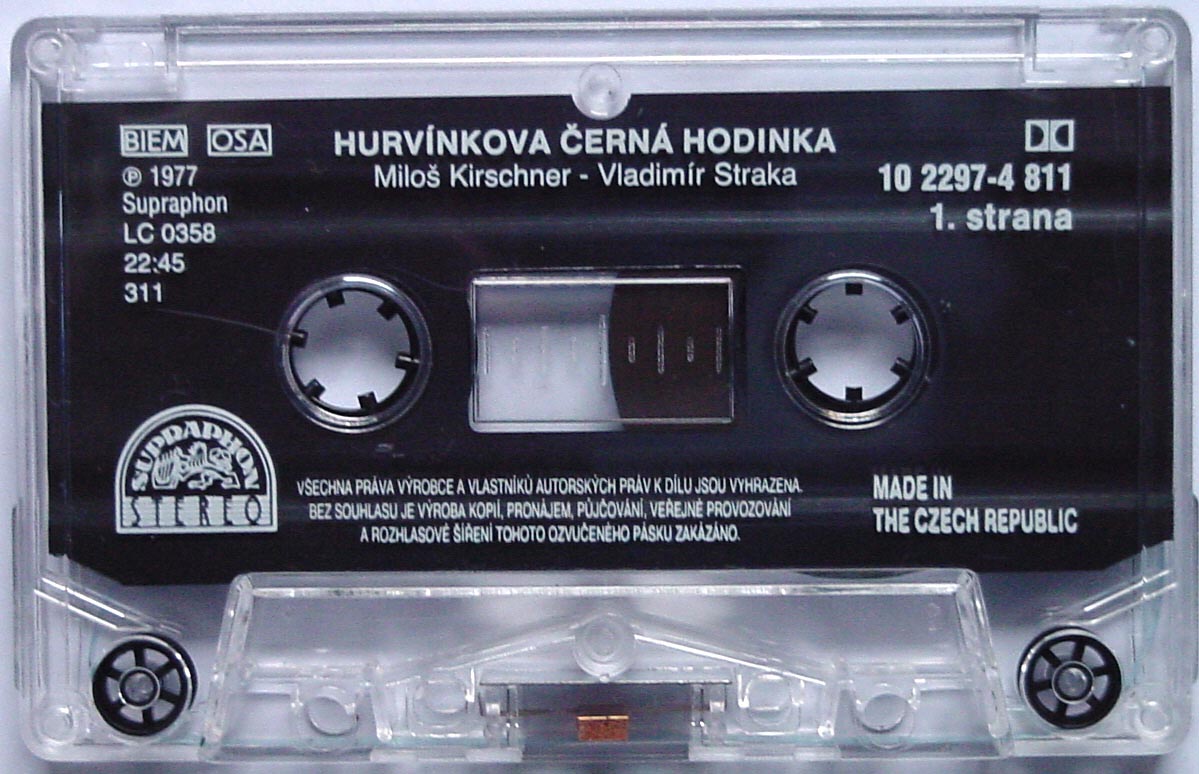 BIEM OSA
HURVÍNKOVA ČERNÁ HODINKA
Miloš Kirschner - Vladimír Straka
℗ 1977
Supraphon
LC 0358
22:45
311
10 2297-4 811
1. strana
SUPRAPHON
STEREO
VŠECHNA PRÁVA VÝROBCE A VLASTNÍKŮ AUTORSKÝCH PRÁV K DÍLU JSOU VYHRAZENA.
BEZ SOUHLASU JE VÝROBA KOPIÍ, PRONÁJEM, PŮJČOVÁNÍ, VEŘEJNÉ PROVOZOVÁNÍ
A ROZHLASOVÉ ŠÍŘENÍ TOHOTO OZVUČENÉHO PÁSKU ZAKÁZÁNO.
MADE IN
THE CZECH REPUBLIC